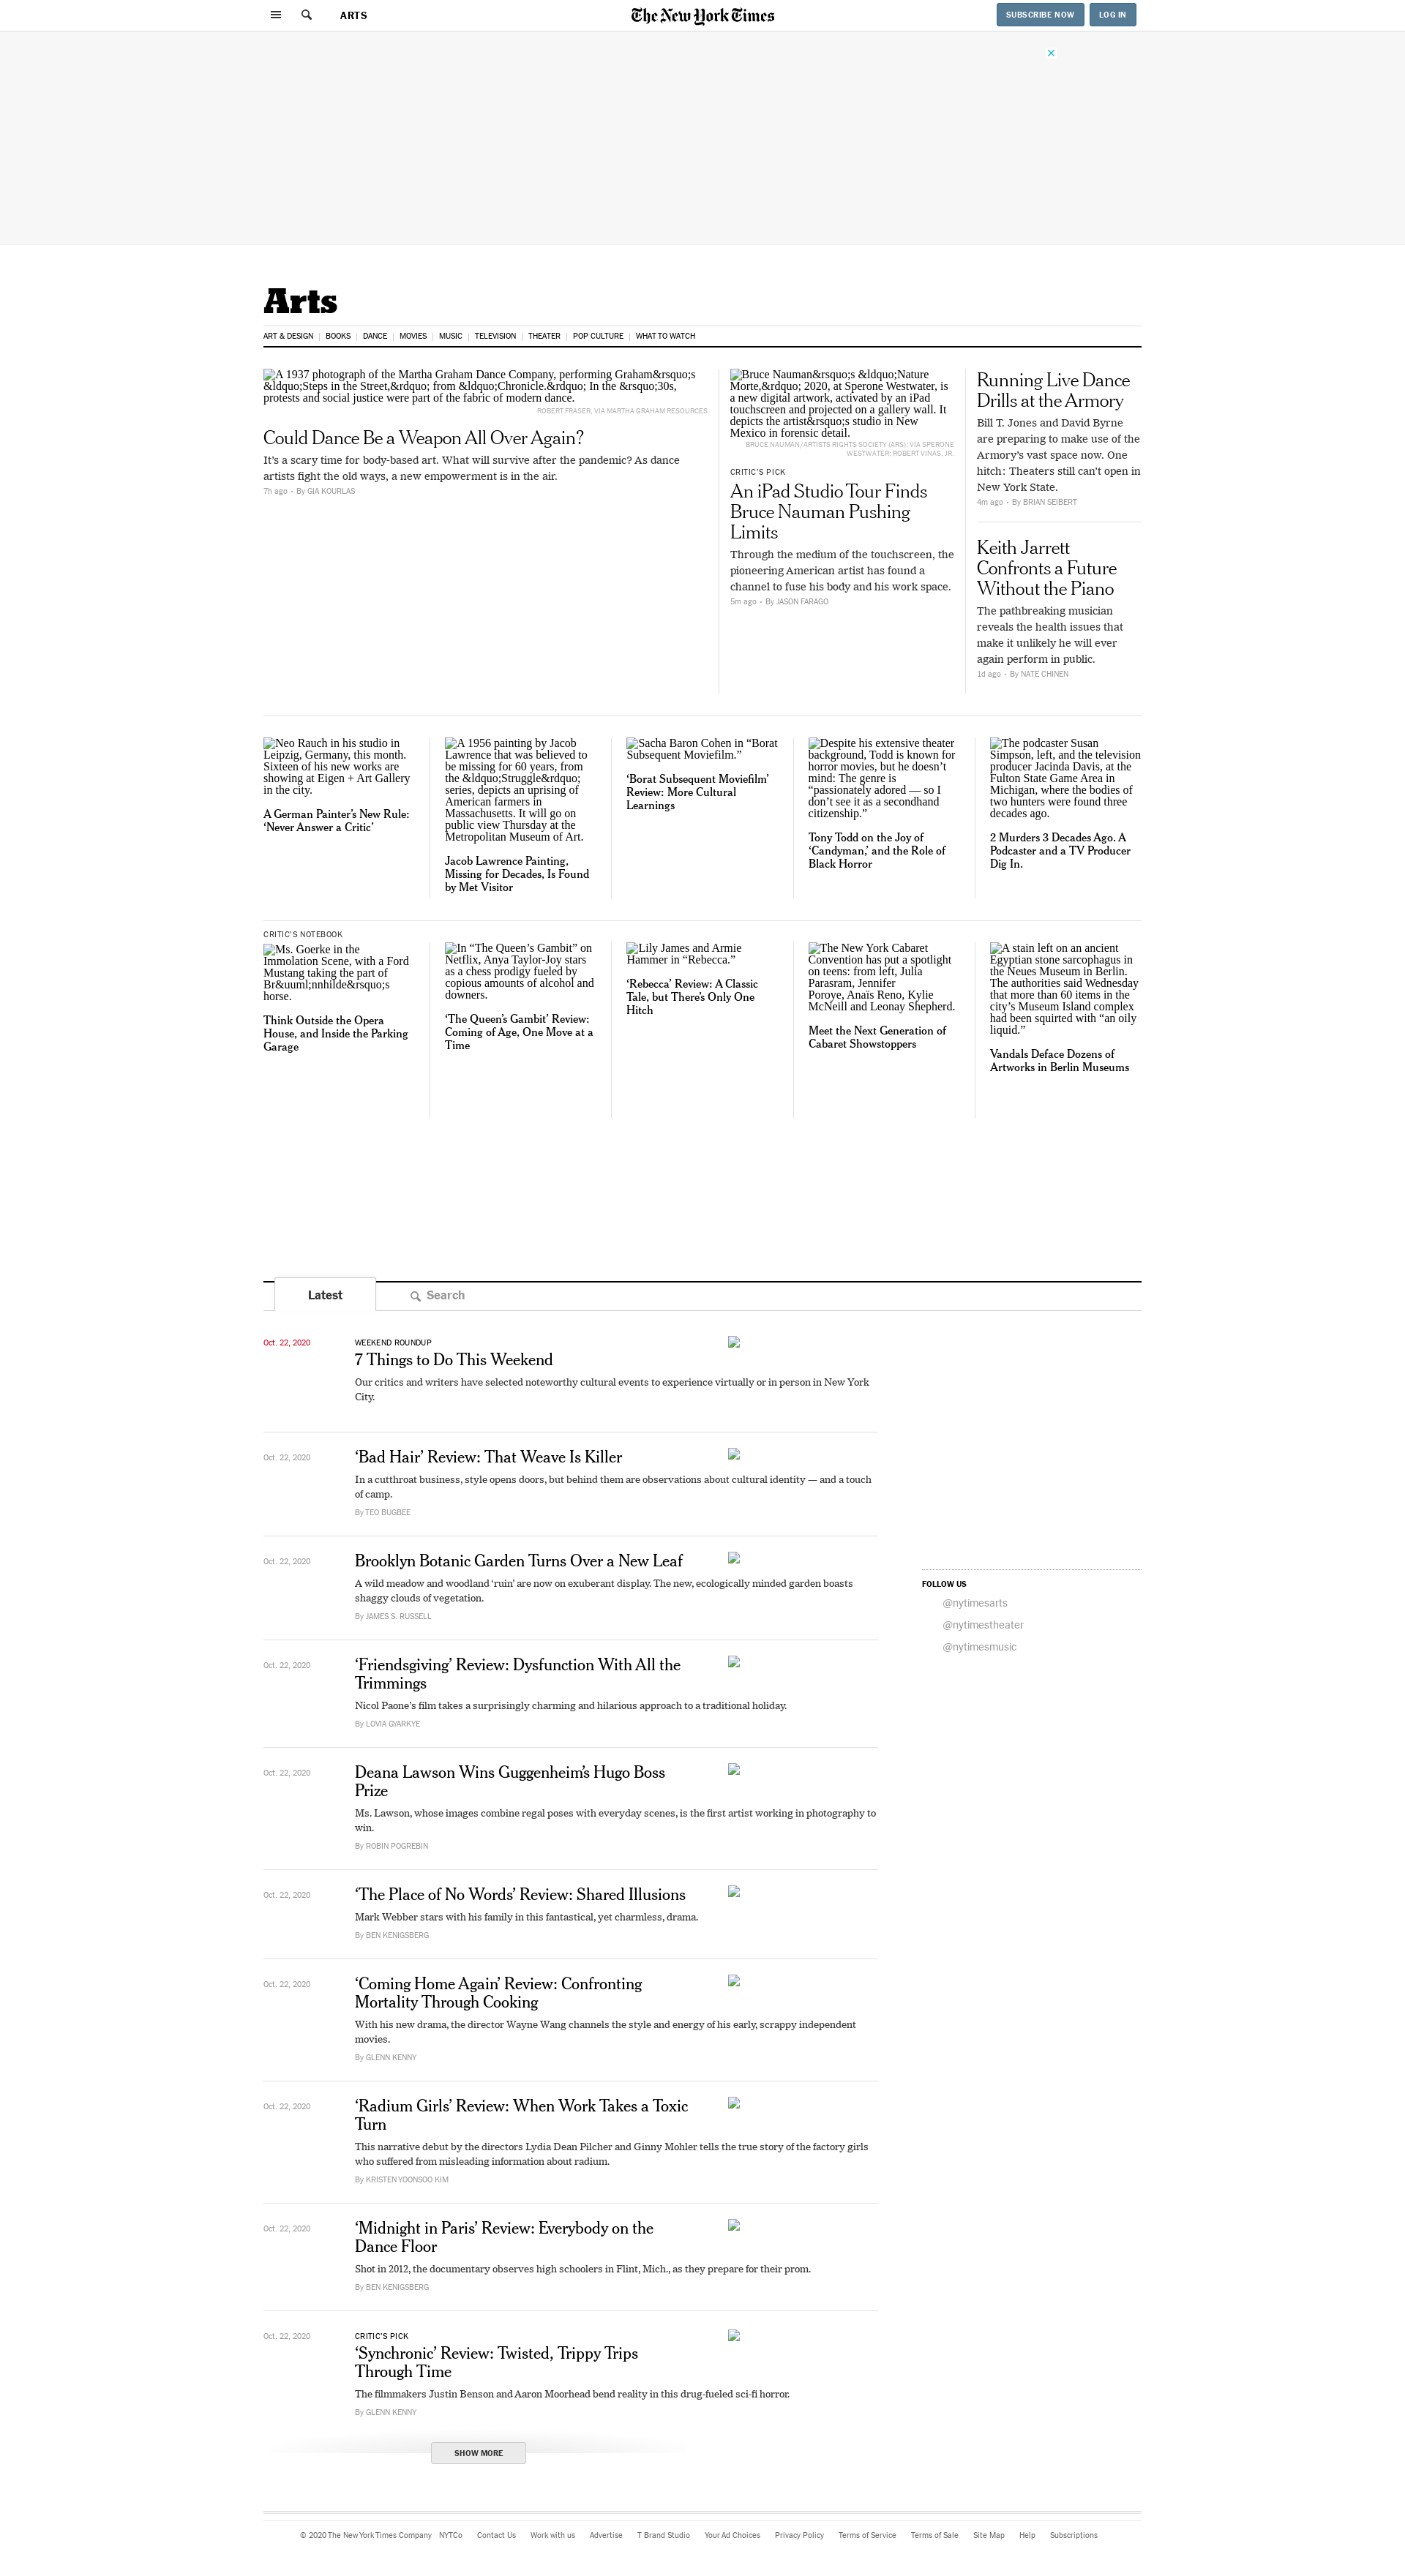 ARTS
The New York Times
SUBSCRIBE NOW
LOG IN
Arts
ART & DESIGN
BOOKS
DANCE
MOVIES
MUSIC
TELEVISION
THEATER
POP CULTURE
WHAT TO WATCH
A 1937 photograph of the Martha Graham Dance Company, performing Graham&rsquo;s
&ldquo;Steps in the Street,&rdquo; from &ldquo;Chronicle.&rdquo; In the &rsquo;30s,
protests and social justice were part of the fabric of modern dance.
ROBERT FRASER, VIA MARTHA GRAHAM RESOURCES
Could Dance Be a Weapon All Over Again?
It's a scary time for body-based art. What will survive after the pandemic? As dance
artists fight the old ways, a new empowerment is in the air.
7h ago • By GIA KOURLAS
Bruce Nauman&rsquo;s &ldquo;Nature
Morte,&rdquo; 2020, at Sperone Westwater, is
a new digital artwork, activated by an iPad
touchscreen and projected on a gallery wall. It
depicts the artist&rsquo;s studio in New
Mexico in forensic detail.
BRUCE NAUMAN/ARTISTS RIGHTS SOCIETY (ARS); VIA SPERONE
WESTWATER; ROBERT VINAS, JR.
CRITIC'S PICK
An iPad Studio Tour Finds
Bruce Nauman Pushing
Limits
Through the medium of the touchscreen, the
pioneering American artist has found a
channel to fuse his body and his work space.
5m ago • By JASON FARAGO
Running Live Dance
Drills at the Armory
Bill T. Jones and David Byrne
are preparing to make use of the
Armory's vast space now. One
hitch: Theaters still can't open in
New York State.
4m ago • By BRIAN SEIBERT
Keith Jarrett
Confronts a Future
Without the Piano
The pathbreaking musician
reveals the health issues that
make it unlikely he will ever
again perform in public.
1d ago • By NATE CHINEN
Neo Rauch in his studio in
Leipzig, Germany, this month.
Sixteen of his new works are
showing at Eigen + Art Gallery
in the city.
A German Painter's New Rule:
‘Never Answer a Critic’
A 1956 painting by Jacob
Lawrence that was believed to
be missing for 60 years, from
the &ldquo;Struggle&rdquo;
series, depicts an uprising of
American farmers in
Massachusetts. It will go on
public view Thursday at the
Metropolitan Museum of Art.
Jacob Lawrence Painting,
Missing for Decades, Is Found
by Met Visitor
Sacha Baron Cohen in “Borat
Subsequent Moviefilm.”
‘Borat Subsequent Moviefilm’
Review: More Cultural
Learnings
Despite his extensive theater
background, Todd is known for
horror movies, but he doesn’t
mind: The genre is
“passionately adored — so I
don’t see it as a secondhand
citizenship.”
Tony Todd on the Joy of
‘Candyman,’ and the Role of
Black Horror
The podcaster Susan
Simpson, left, and the television
producer Jacinda Davis, at the
Fulton State Game Area in
Michigan, where the bodies of
two hunters were found three
decades ago.
2 Murders 3 Decades Ago. A
Podcaster and a TV Producer
Dig In.
CRITIC'S NOTEBOOK
Ms. Goerke in the
Immolation Scene, with a Ford
Mustang taking the part of
Br&uuml;nnhilde&rsquo;s
horse.
Think Outside the Opera
House, and Inside the Parking
Garage
In “The Queen’s Gambit” on
Netflix, Anya Taylor-Joy stars
as a chess prodigy fueled by
copious amounts of alcohol and
downers.
‘The Queen’s Gambit’ Review:
Coming of Age, One Move at a
Time
Lily James and Armie
Hammer in “Rebecca.”
‘Rebecca’ Review: A Classic
Tale, but There’s Only One
Hitch
The New York Cabaret
Convention has put a spotlight
on teens: from left, Julia
Parasram, Jennifer
Poroye, Anaïs Reno, Kylie
McNeill and Leonay Shepherd.
Meet the Next Generation of
Cabaret Showstoppers
A stain left on an ancient
Egyptian stone sarcophagus in
the Neues Museum in Berlin.
The authorities said Wednesday
that more than 60 items in the
city’s Museum Island complex
had been squirted with “an oily
liquid.”
Vandals Deface Dozens of
Artworks in Berlin Museums
Latest
Search
Oct. 22, 2020
WEEKEND ROUNDUP
7 Things to Do This Weekend
Our critics and writers have selected noteworthy cultural events to experience virtually or in person in New York
City.
Oct. 22, 2020
‘Bad Hair’ Review: That Weave Is Killer
In a cutthroat business, style opens doors, but behind them are observations about cultural identity — and a touch
of camp.
By TEO BUGBEE
Oct. 22, 2020
Brooklyn Botanic Garden Turns Over a New Leaf
A wild meadow and woodland ‘ruin’ are now on exuberant display. The new, ecologically minded garden boasts
shaggy clouds of vegetation.
By JAMES S. RUSSELL
FOLLOW US
@nytimesarts
@nytimestheater
@nytimesmusic
Oct. 22, 2020
‘Friendsgiving’ Review: Dysfunction With All the
Trimmings
Nicol Paone’s film takes a surprisingly charming and hilarious approach to a traditional holiday.
By LOVIA GYARKYE
Oct. 22, 2020
Deana Lawson Wins Guggenheim’s Hugo Boss
Prize
Ms. Lawson, whose images combine regal poses with everyday scenes, is the first artist working in photography to
win.
By ROBIN POGREBIN
Oct. 22, 2020
‘The Place of No Words’ Review: Shared Illusions
Mark Webber stars with his family in this fantastical, yet charmless, drama.
By BEN KENIGSBERG
Oct. 22, 2020
‘Coming Home Again’ Review: Confronting
Mortality Through Cooking
With his new drama, the director Wayne Wang channels the style and energy of his early, scrappy independent
movies.
By GLENN KENNY
Oct. 22, 2020
‘Radium Girls’ Review: When Work Takes a Toxic
Turn
This narrative debut by the directors Lydia Dean Pilcher and Ginny Mohler tells the true story of the factory girls
who suffered from misleading information about radium.
By KRISTEN YOONSOO KIM
Oct. 22, 2020
‘Midnight in Paris’ Review: Everybody on the
Dance Floor
Shot in 2012, the documentary observes high schoolers in Flint, Mich., as they prepare for their prom.
By BEN KENIGSBERG
Oct. 22, 2020
CRITIC'S PICK
‘Synchronic’ Review: Twisted, Trippy Trips
Through Time
The filmmakers Justin Benson and Aaron Moorhead bend reality in this drug-fueled sci-fi horror.
By GLENN KENNY
SHOW MORE
© 2020 The New York Times Company NYTCo Contact Us Work with us Advertise T Brand Studio Your Ad Choices Privacy Policy Terms of Service Terms of Sale Site Map Help Subscriptions